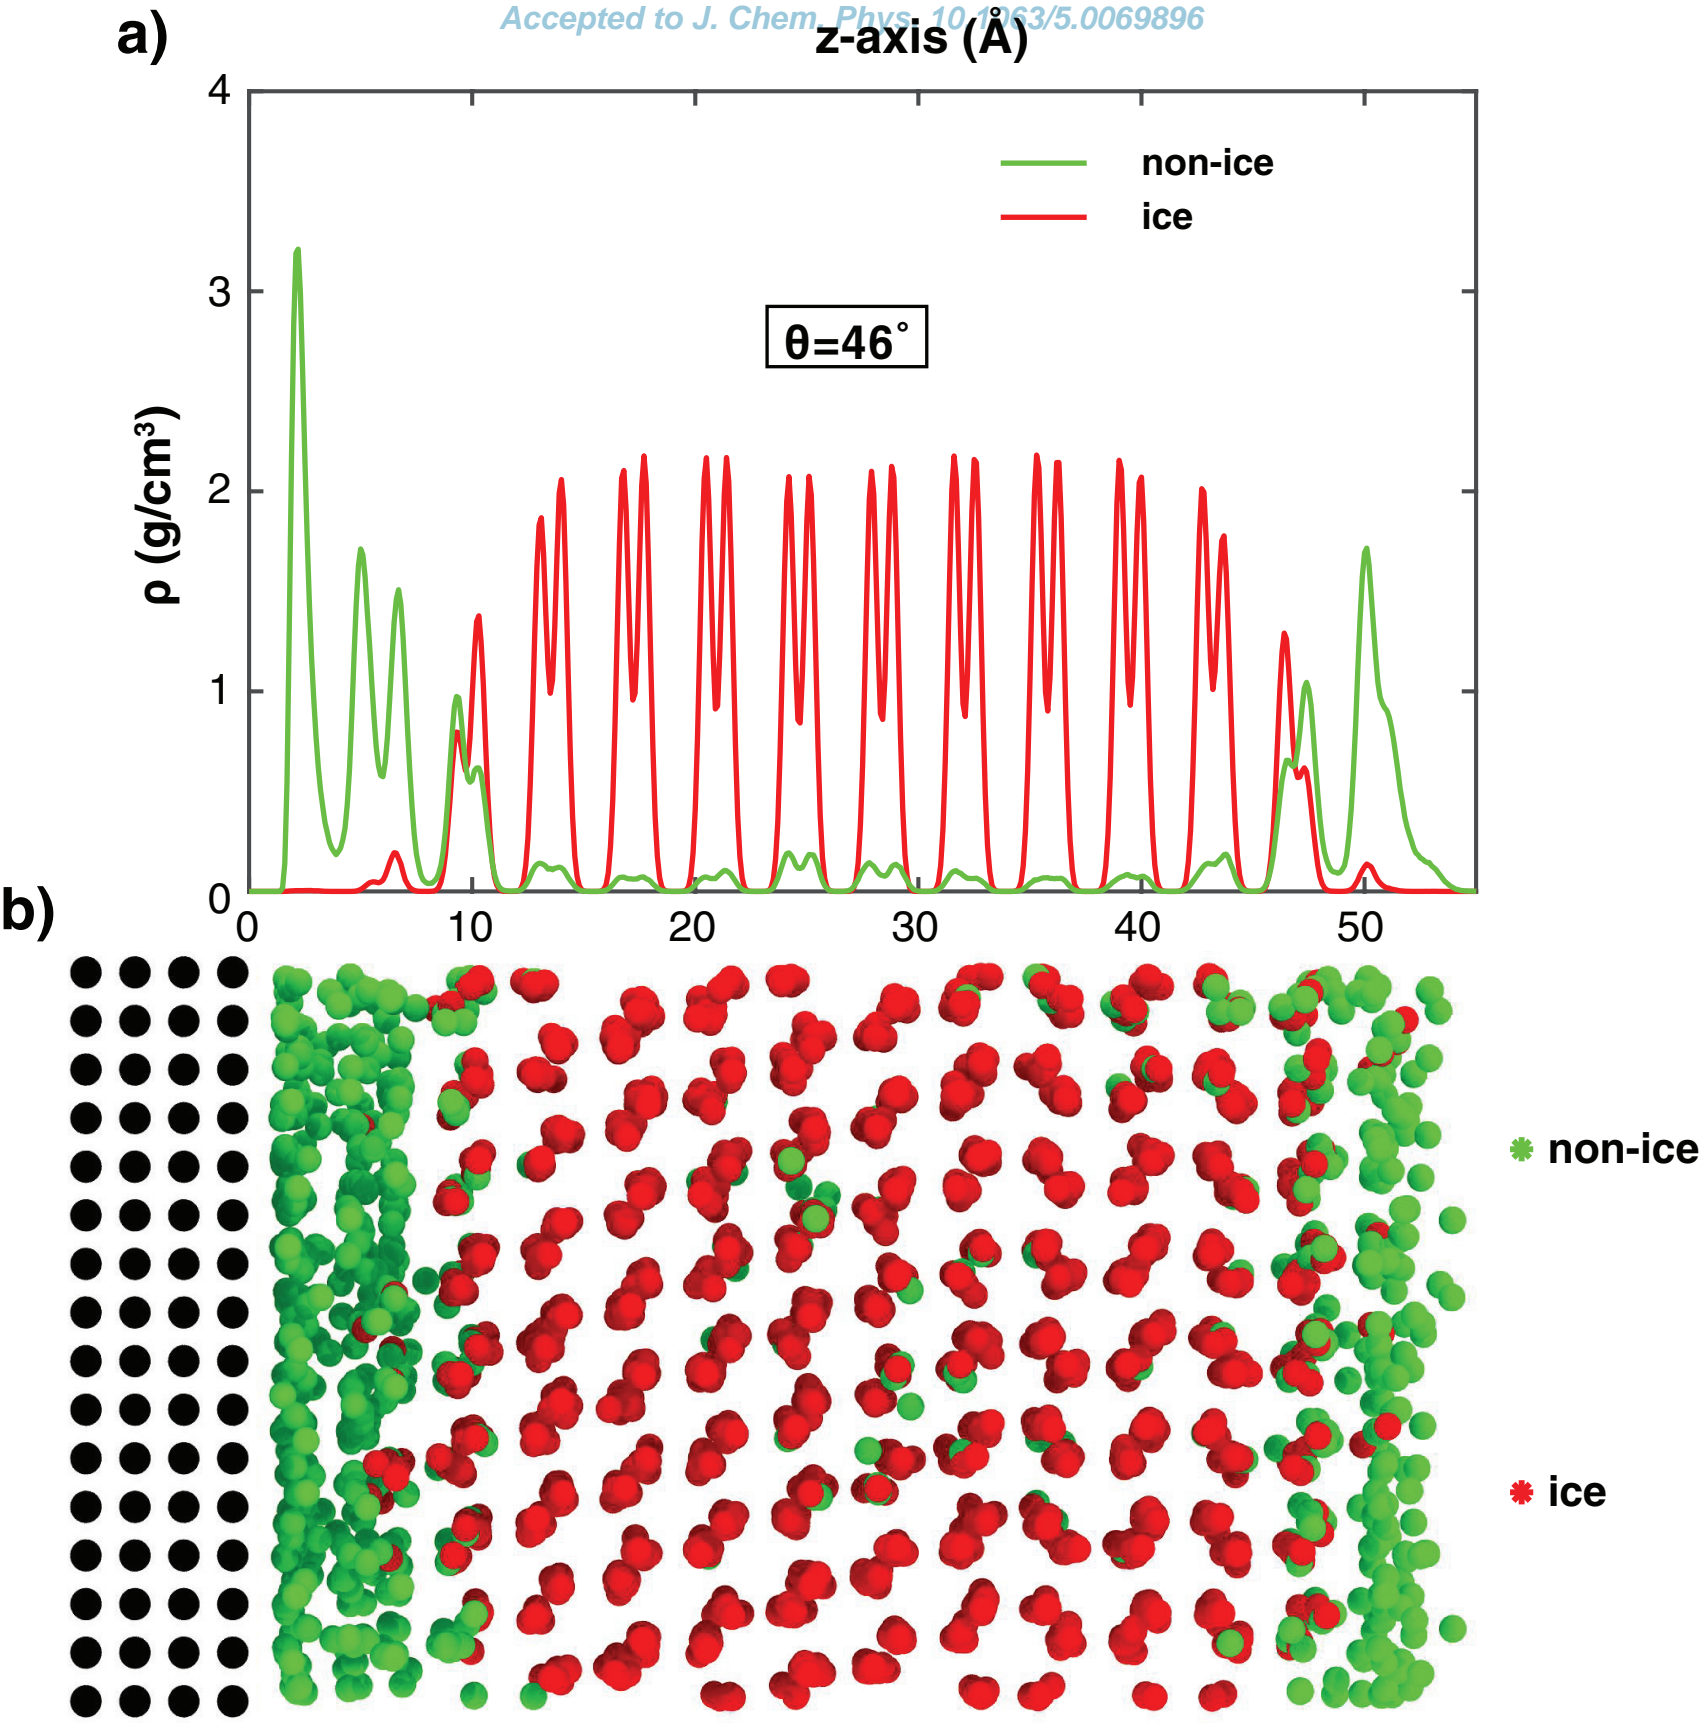 Accepted to J. Chem. Phys. 10.1063/5.0069896
a)
z-axis (Å)
4
3
2
1
0
ρ (g/cm³)
non-ice
ice
θ=46°
0 10 20 30 40 50
b)
non-ice
ice